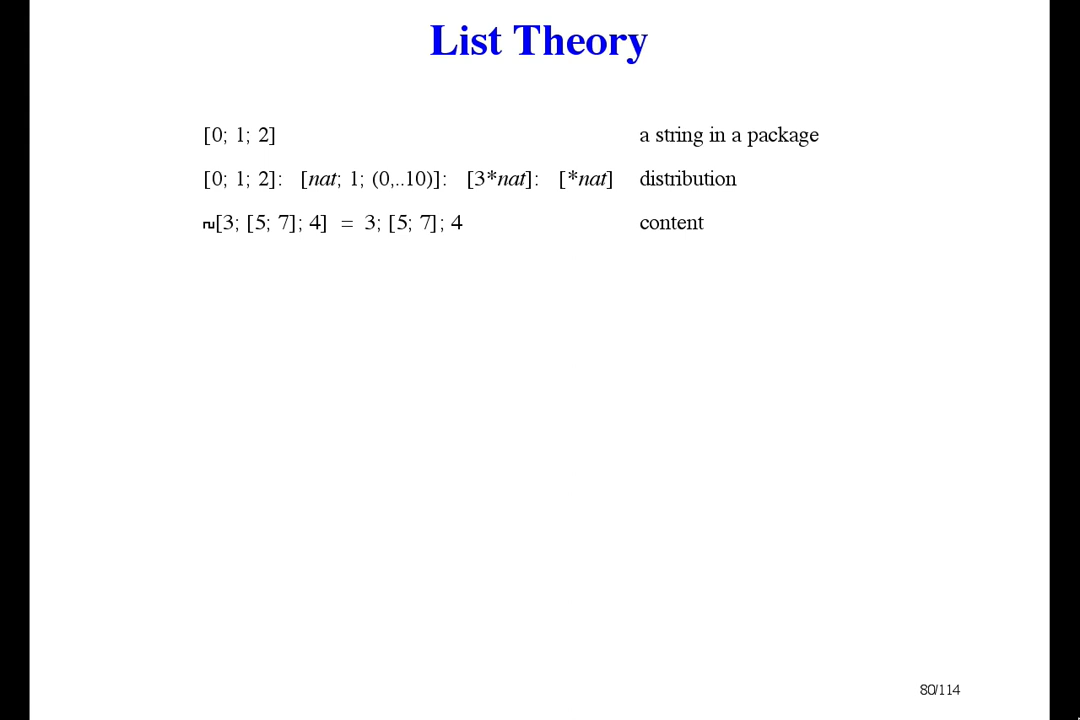 List Theory
[0; 1; 2] a string in a package
[0; 1; 2]: [nat; 1; (0,..10)]: [3*nat]: [*nat] distribution
[3; [5; 7]; 4] = 3; [5; 7]; 4 content
80/114